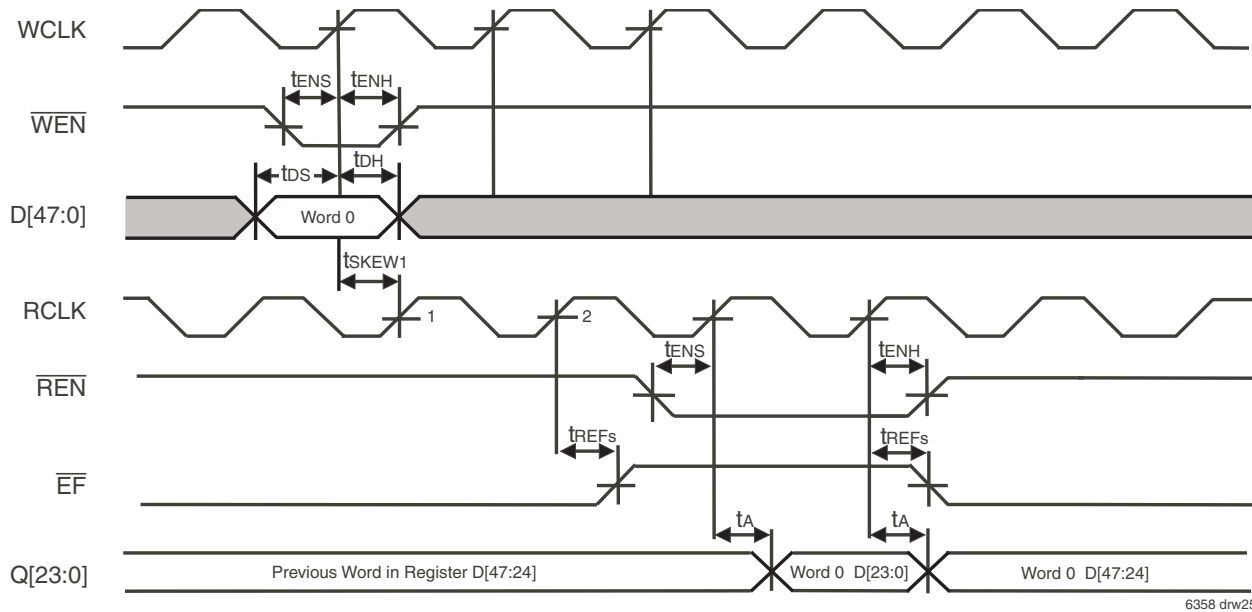 WCLK
tENS tENH
WEN
tDS tDH
D[47:0] Word 0
tSKEW1
RCLK 1 2
tENS tENH
REN
tREFs tREFs
EF
tA tA
Q[23:0] Previous Word in Register D[47:24] Word 0 D[23:0] Word 0 D[47:24]
6358 drw25